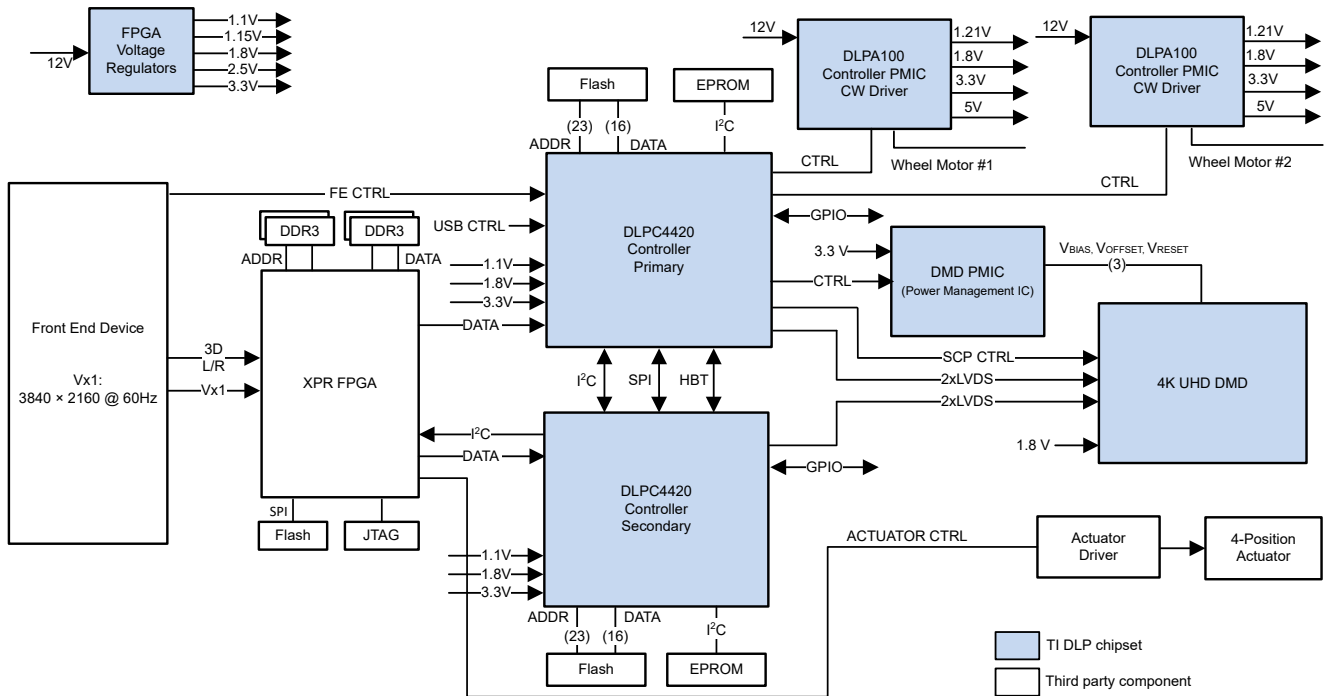 FPGA
Voltage
Regulators
12V
1.1V
1.15V
1.8V
2.5V
3.3V
Flash
(23)
(16)
ADDR
DATA
EPROM
I²C
12V
DLPA100
Controller PMIC
CW Driver
1.21V
1.8V
3.3V
5V
CTRL
Wheel Motor #1
12V
DLPA100
Controller PMIC
CW Driver
1.21V
1.8V
3.3V
5V
CTRL
Wheel Motor #2
Front End Device
Vx1:
3840 × 2160 @ 60Hz
FE CTRL
USB CTRL
DDR3
DDR3
ADDR
DATA
XPR FPGA
3D
L/R
Vx1
SPI
Flash
JTAG
1.1V
1.8V
3.3V
DATA
DLPC4420
Controller
Primary
GPIO
3.3 V
CTRL
DMD PMIC
(Power Management IC)
VBIAS, VOFFSET, VRESET
(3)
SCP CTRL
2xLVDS
2xLVDS
4K UHD DMD
1.8 V
I²C
SPI
HBT
I²C
DATA
DLPC4420
Controller
Secondary
GPIO
1.1V
1.8V
3.3V
ADDR
DATA
(23)
(16)
Flash
I²C
EPROM
ACTUATOR CTRL
Actuator
Driver
4-Position
Actuator
TI DLP chipset
Third party component